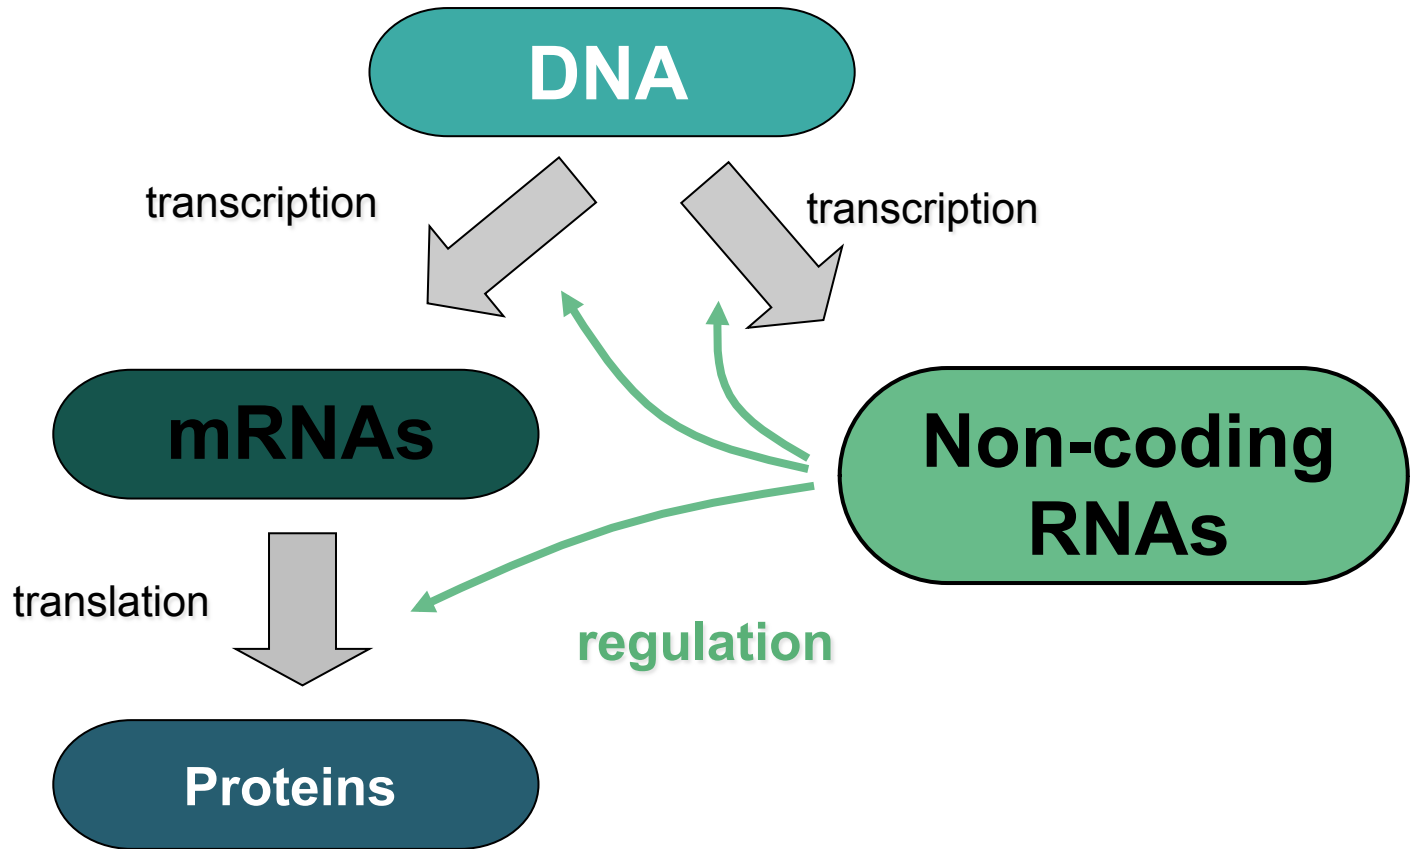 DNA
transcription
transcription
mRNAs
Non-coding
RNAs
translation
regulation
Proteins